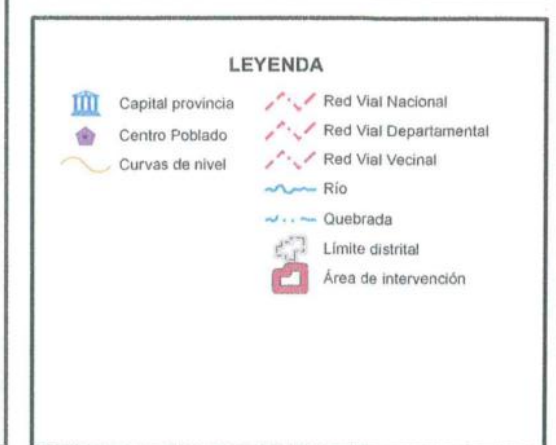 LEYENDA
Capital provincia
Centro Poblado
Curvas de nivel
Red Vial Nacional
Red Vial Departamental
Red Vial Vecinal
Río
Quebrada
Límite distrital
Área de intervención